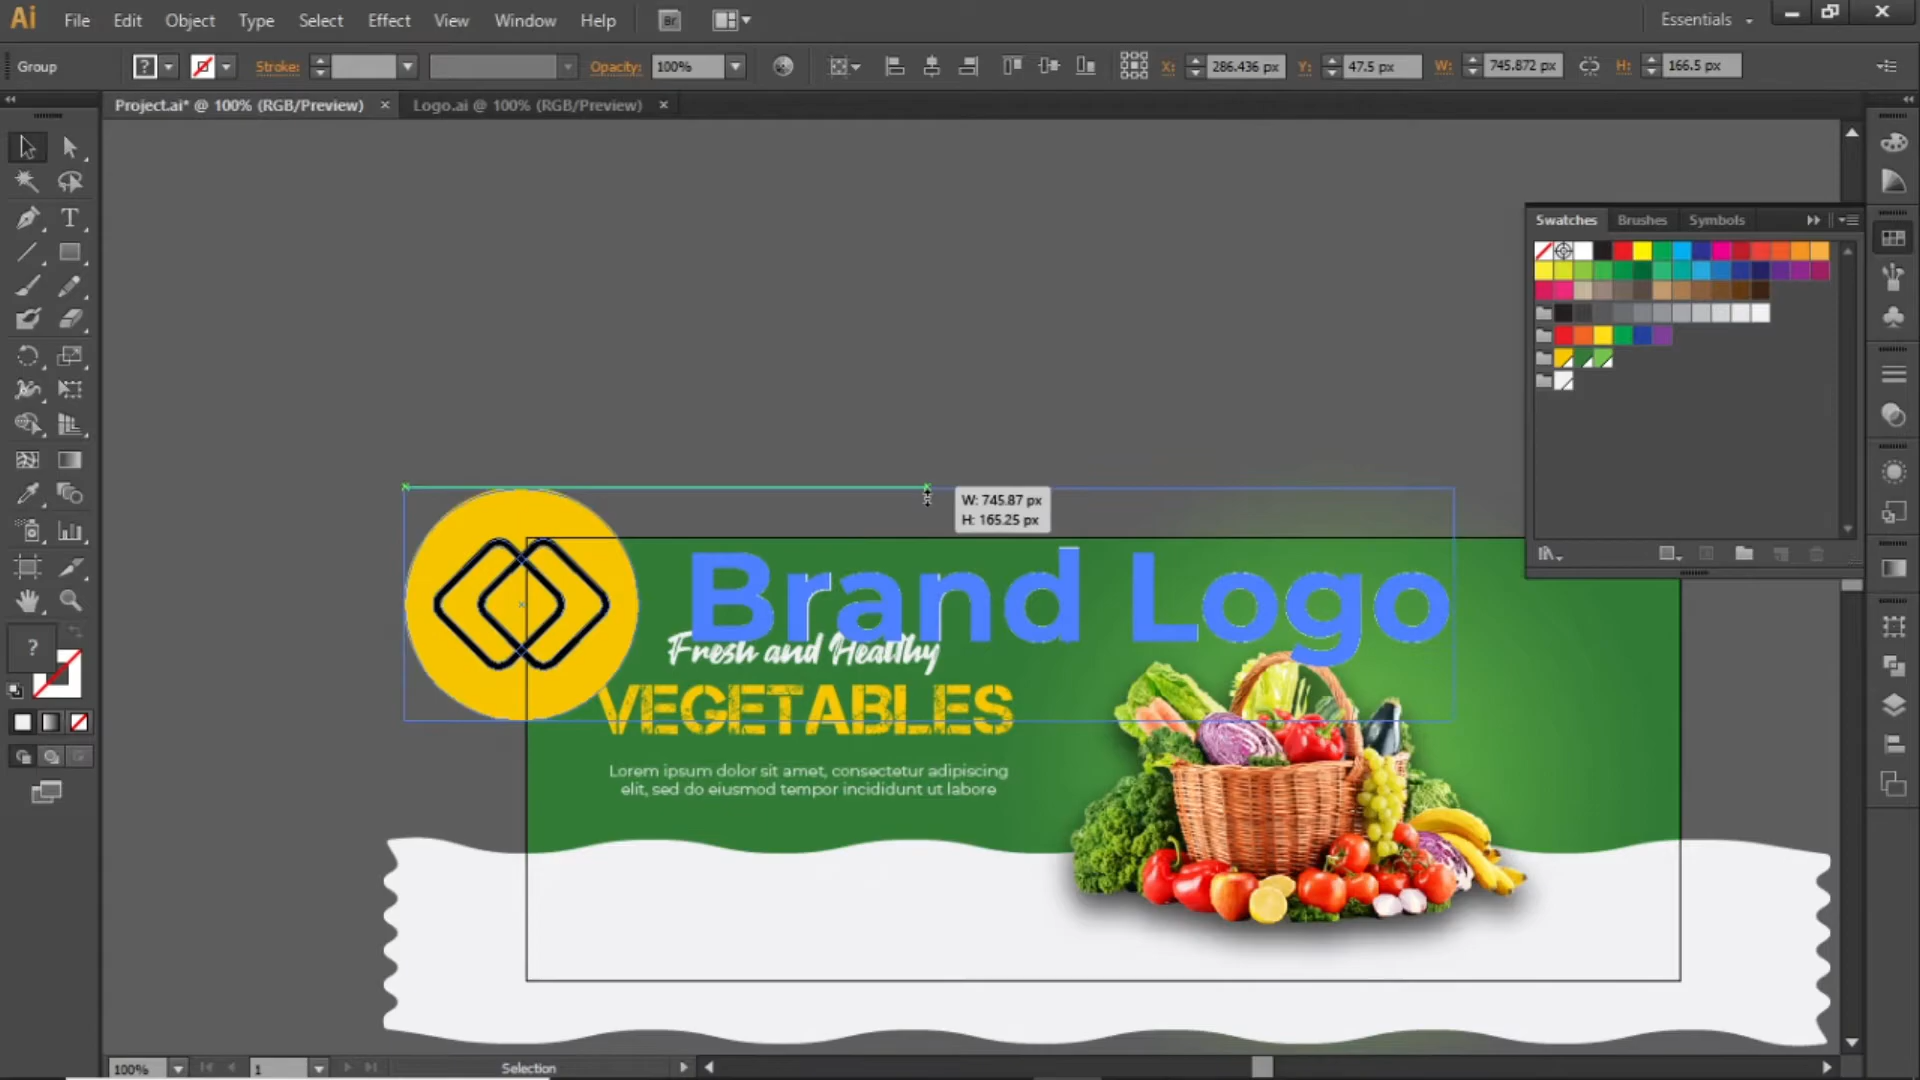 Ai File Edit Object Type Select Effect View Window Help Br Essentials
Group ? Stroke: Opacity: 100% X: 286.436 px Y: 47.5 px W: 745.872 px H: 166.5 px
Project.ai* @ 100% (RGB/Preview) × Logo.ai @ 100% (RGB/Preview) ×
Swatches Brushes Symbols
W: 745.87 px
H: 165.25 px
Brand Logo
Fresh and Healthy
VEGETABLES
Lorem ipsum dolor sit amet, consectetur adipiscing
elit, sed do eiusmod tempor incididunt ut labore
T
?
100% 1 Selection